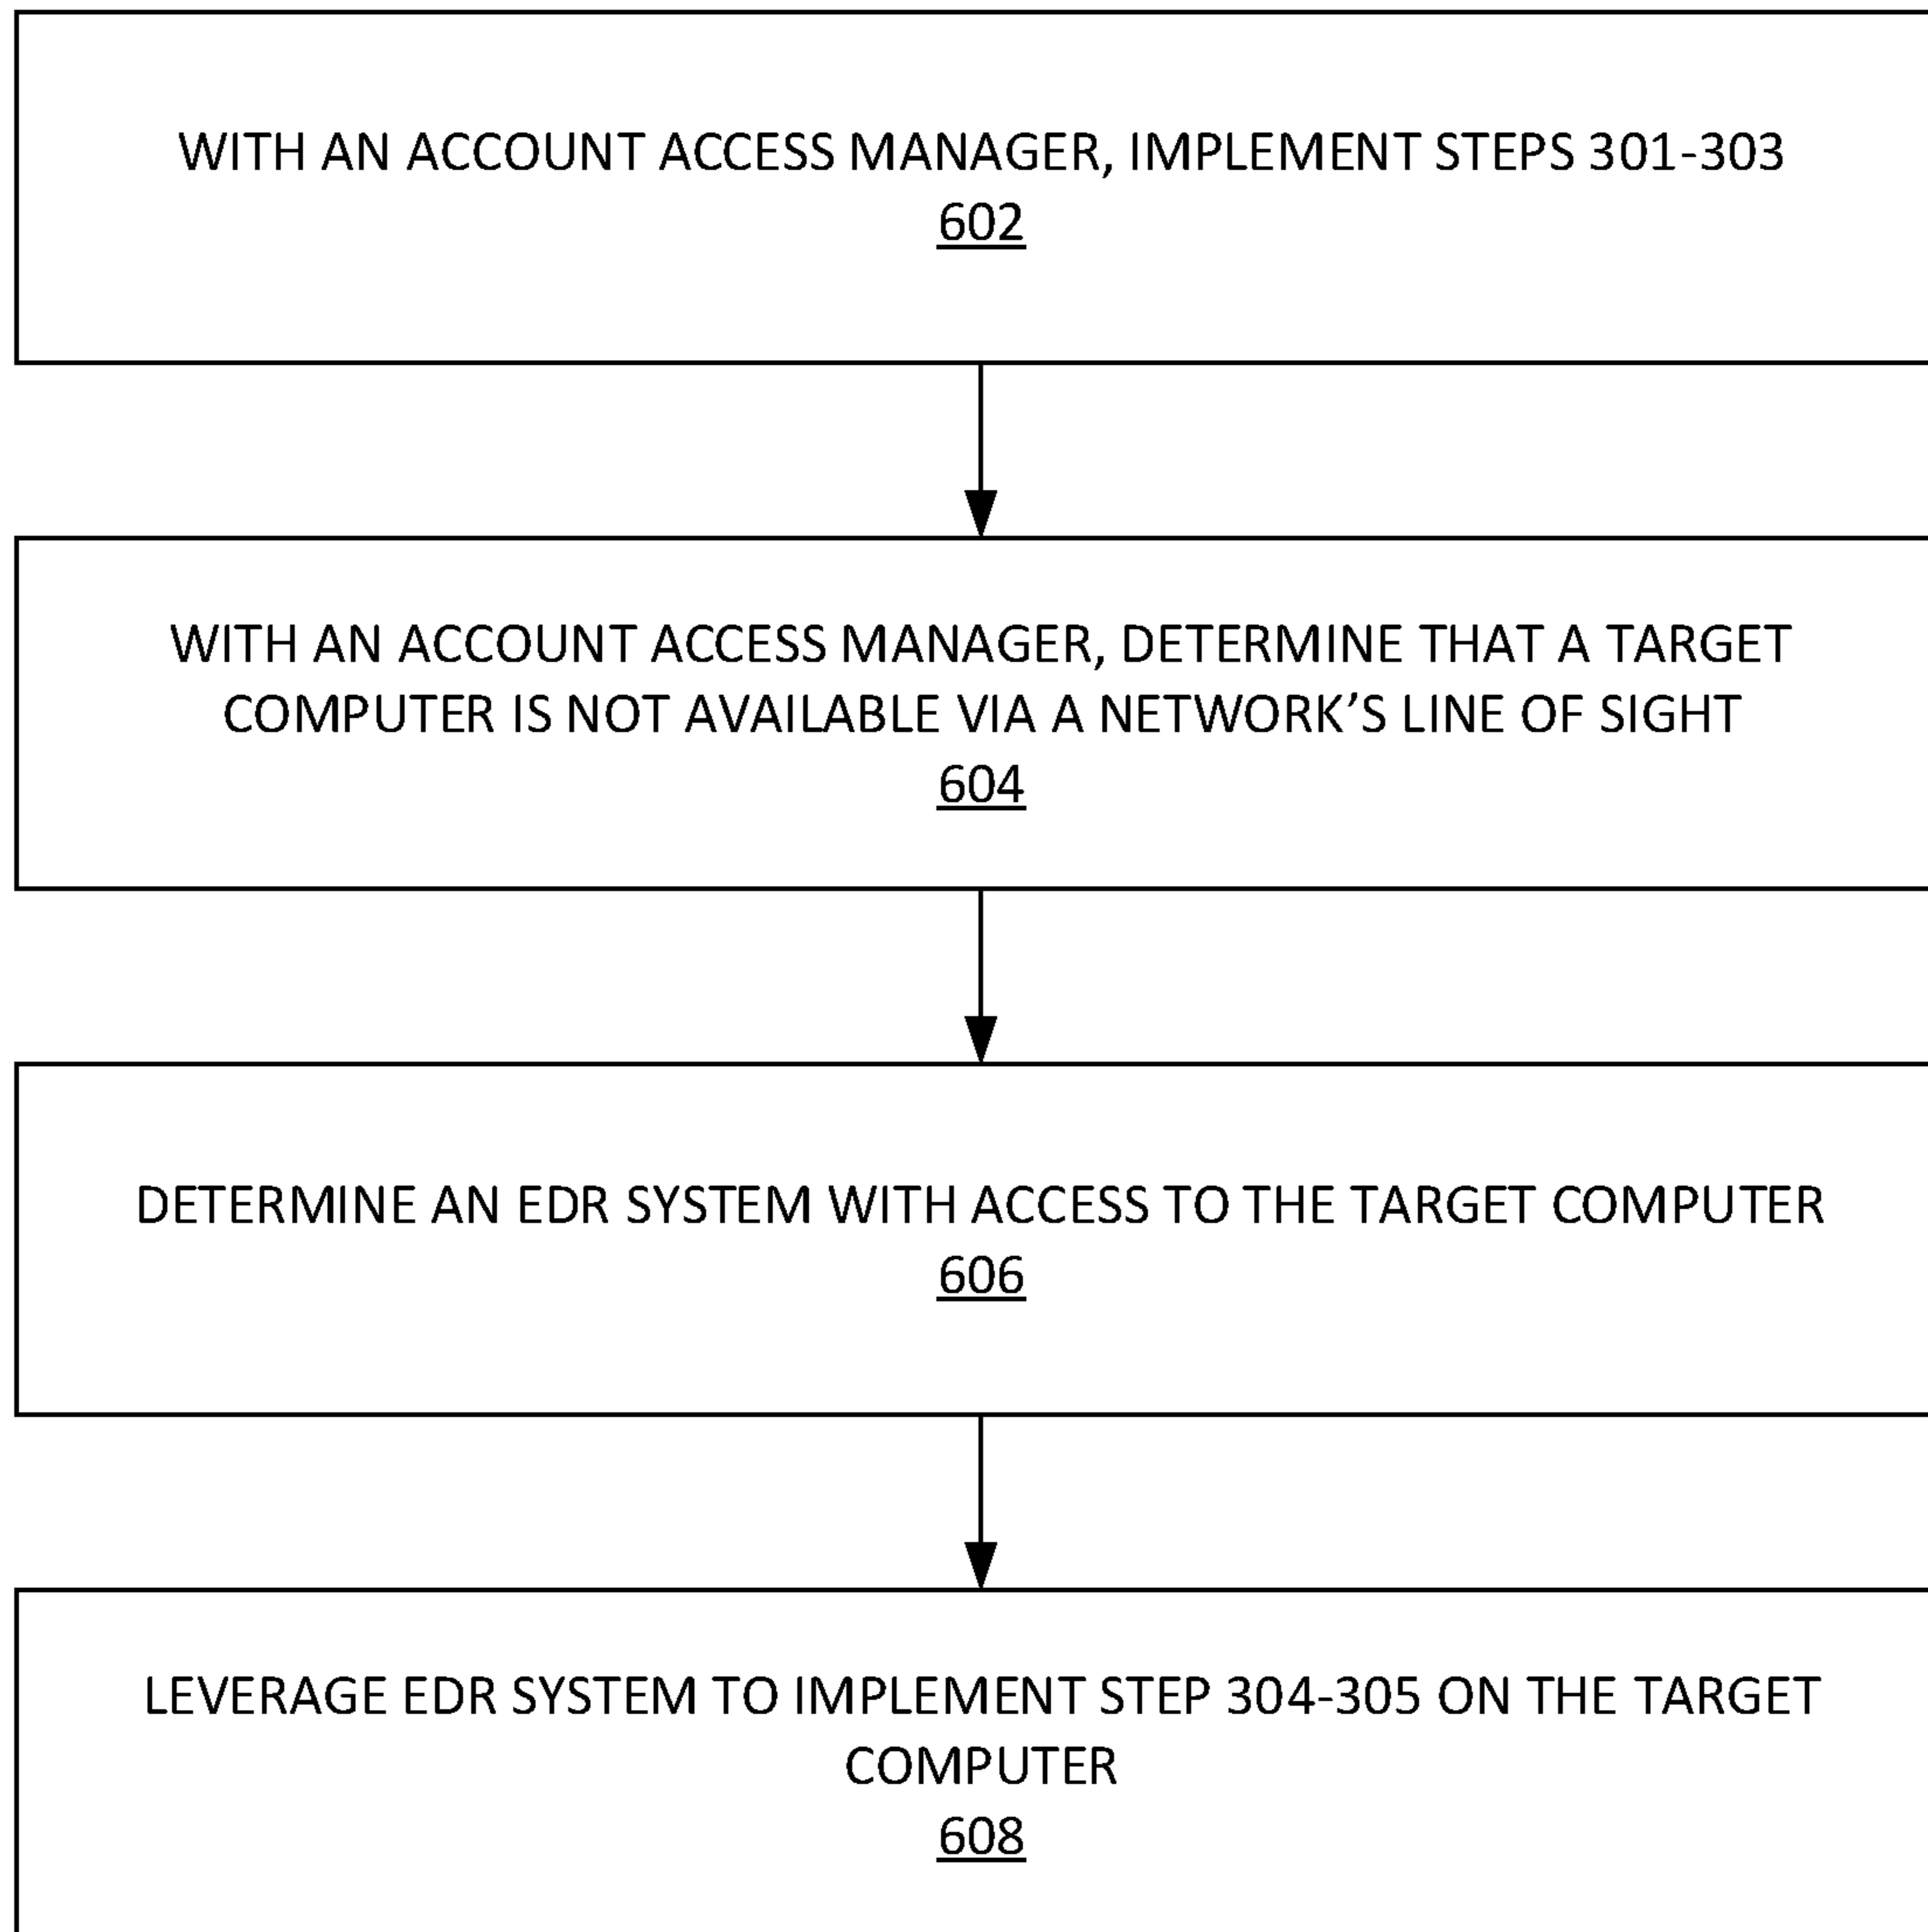 WITH AN ACCOUNT ACCESS MANAGER, IMPLEMENT STEPS 301-303
602
WITH AN ACCOUNT ACCESS MANAGER, DETERMINE THAT A TARGET
COMPUTER IS NOT AVAILABLE VIA A NETWORK’S LINE OF SIGHT
604
DETERMINE AN EDR SYSTEM WITH ACCESS TO THE TARGET COMPUTER
606
LEVERAGE EDR SYSTEM TO IMPLEMENT STEP 304-305 ON THE TARGET
COMPUTER
608